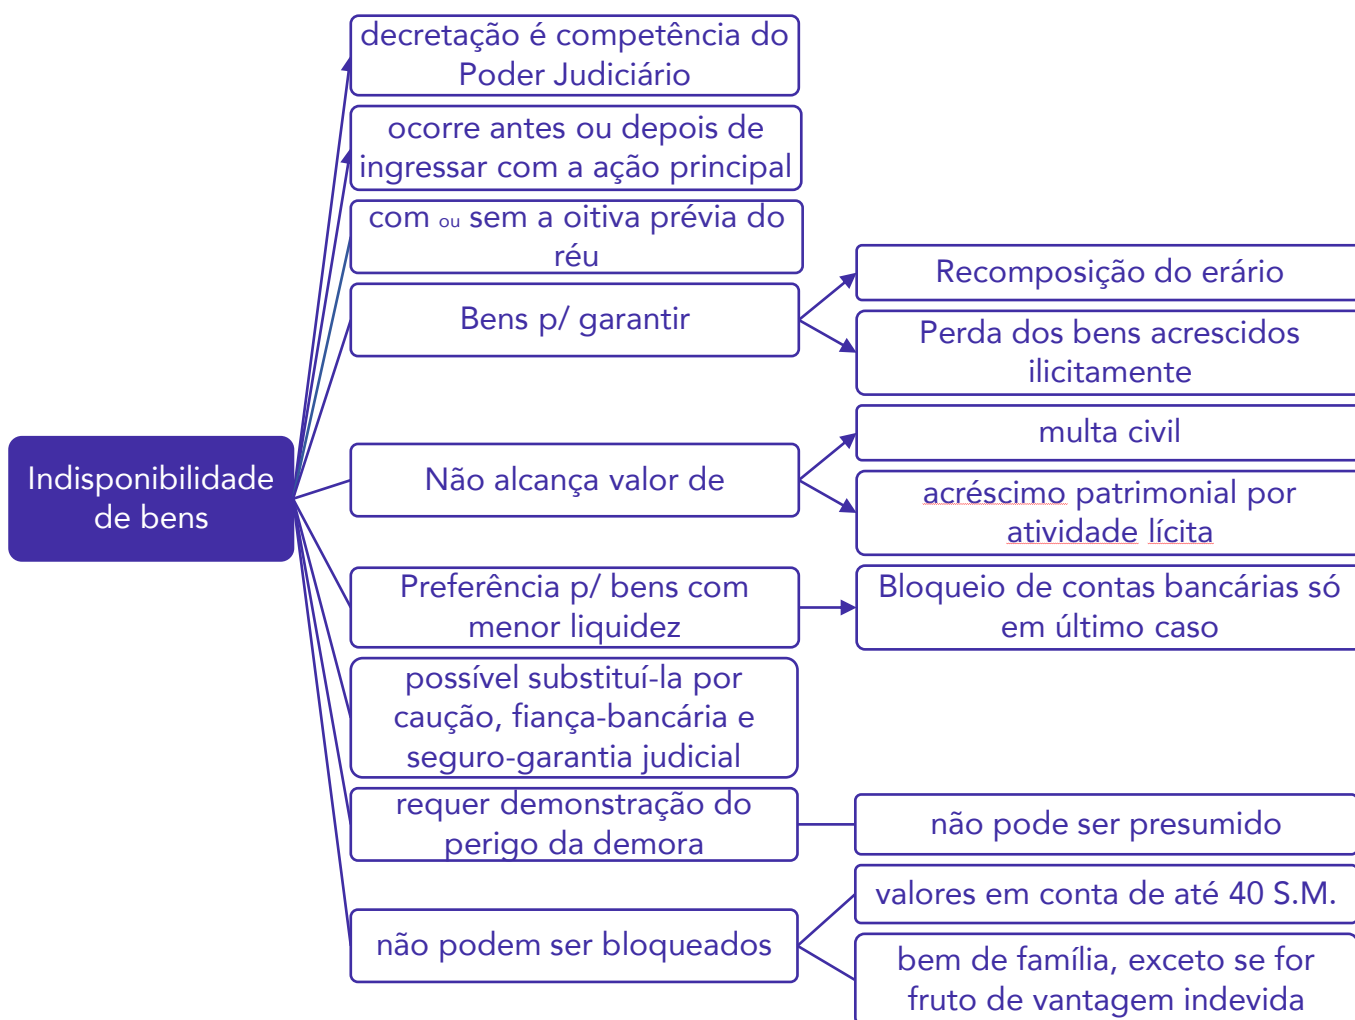 Indisponibilidade
de bens
decretação é competência do
Poder Judiciário
ocorre antes ou depois de
ingressar com a ação principal
com ou sem a oitiva prévia do
réu
Bens p/ garantir
Recomposição do erário
Perda dos bens acrescidos
ilicitamente
Não alcança valor de
multa civil
acréscimo patrimonial por
atividade lícita
Preferência p/ bens com
menor liquidez
Bloqueio de contas bancárias só
em último caso
possível substituí-la por
caução, fiança-bancária e
seguro-garantia judicial
requer demonstração do
perigo da demora
não pode ser presumido
não podem ser bloqueados
valores em conta de até 40 S.M.
bem de família, exceto se for
fruto de vantagem indevida